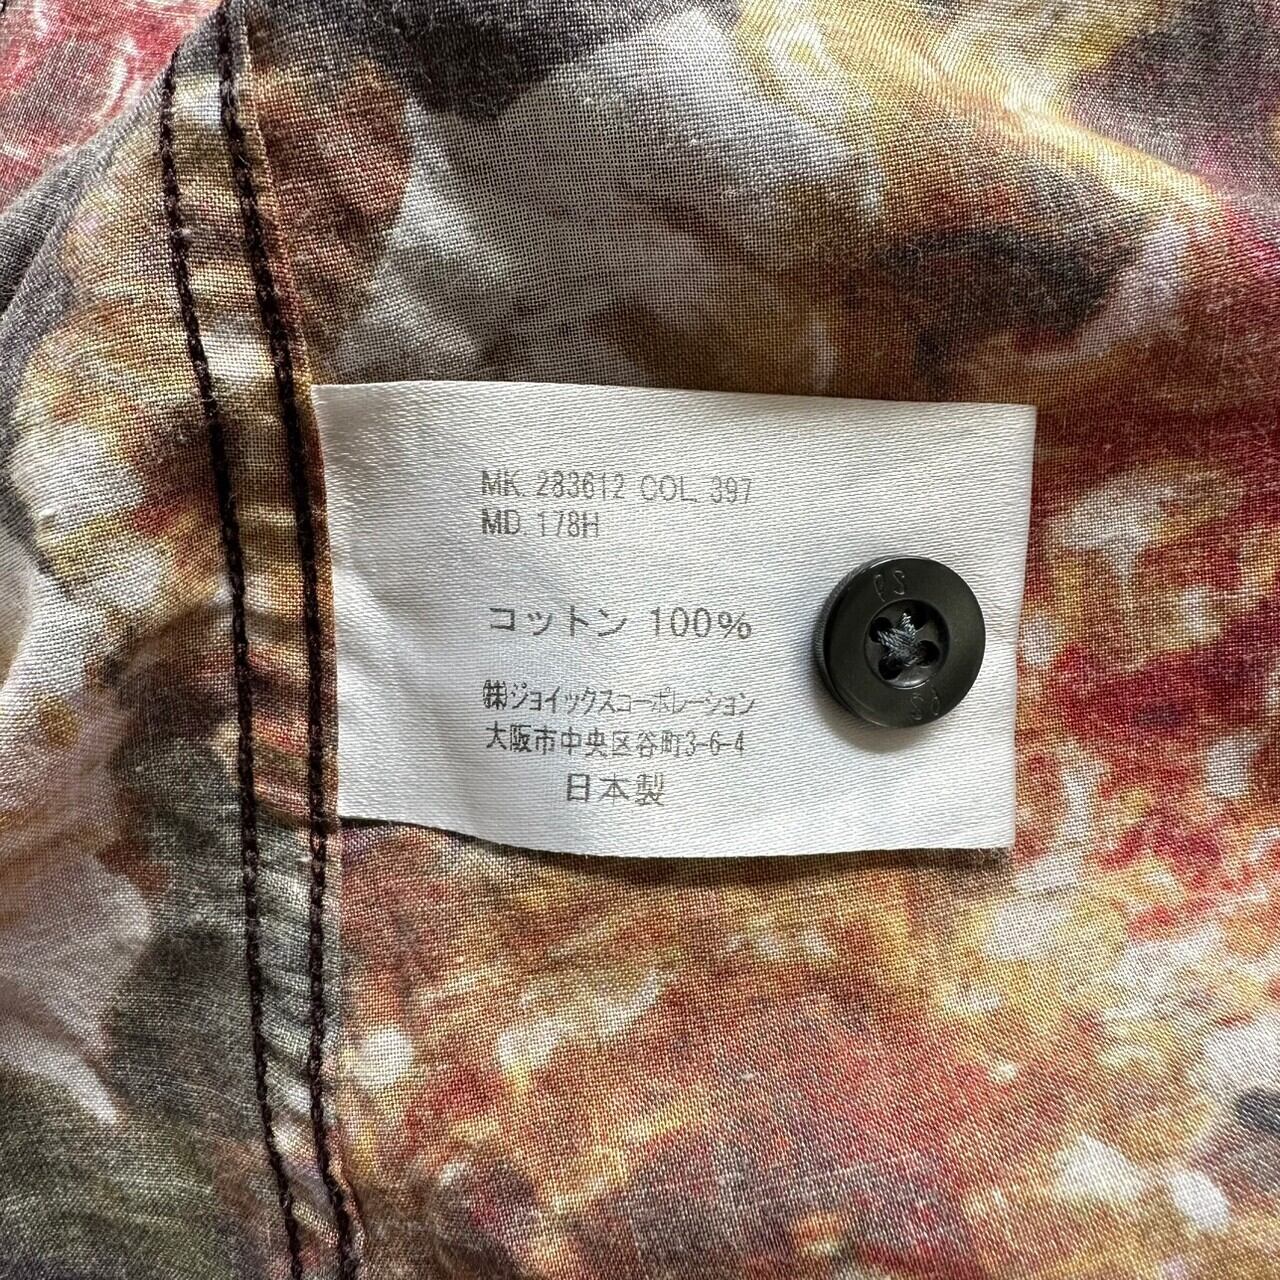 MK. 283612 COL. 397
MD. 178H
コットン 100%
㈱ジョイックスコーポレーション
大阪市中央区谷町3-6-4
日本製